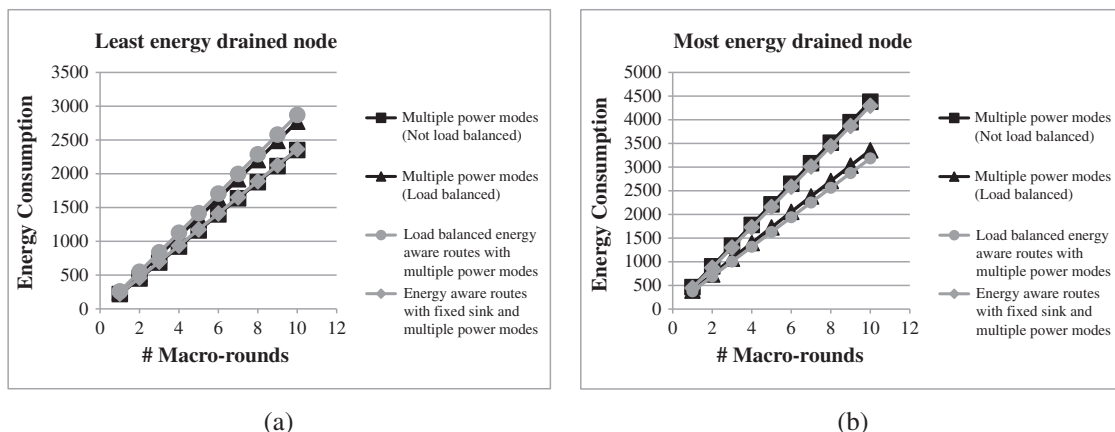 Least energy drained node
3500
3000
2500
2000
1500
1000
500
0
0 2 4 6 8 10 12
Energy Consumption
# Macro-rounds
Multiple power modes
(Not load balanced)
Multiple power modes
(Load balanced)
Load balanced energy
aware routes with
multiple power modes
Energy aware routes
with fixed sink and
multiple power modes
(a)
Most energy drained node
5000
4500
4000
3500
3000
2500
2000
1500
1000
500
0
0 2 4 6 8 10 12
Energy Consumption
# Macro-rounds
Multiple power modes
(Not load balanced)
Multiple power modes
(Load balanced)
Load balanced energy
aware routes with
multiple power modes
Energy aware routes
with fixed sink and
multiple power modes
(b)